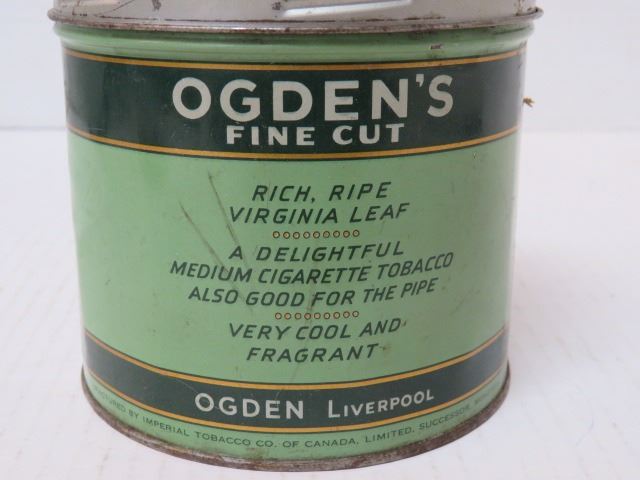 OGDEN'S
FINE CUT
RICH, RIPE
VIRGINIA LEAF
A DELIGHTFUL
MEDIUM CIGARETTE TOBACCO
ALSO GOOD FOR THE PIPE
VERY COOL AND
FRAGRANT
OGDEN LIVERPOOL
BY IMPERIAL TOBACCO CO. OF CANADA, LIMITED, SUCCESSOR,